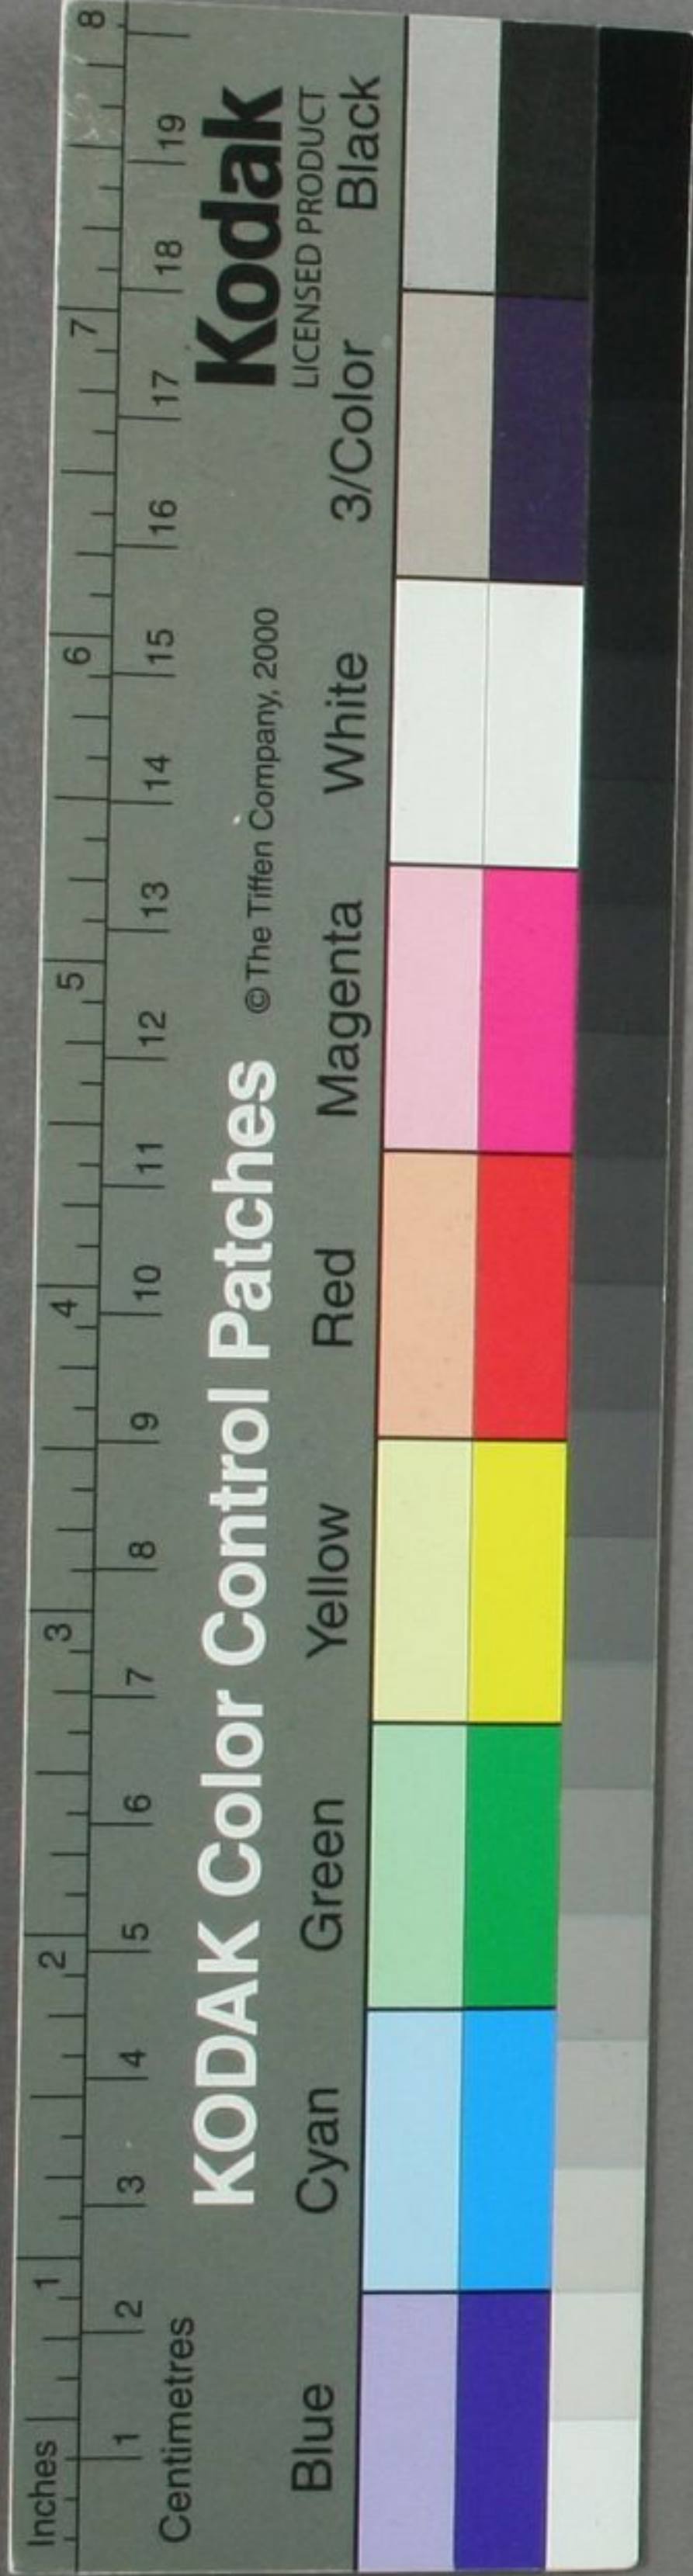 Inches 1 2 3 4 5 6 7 8
Centimetres 1 2 3 4 5 6 7 8 9 10 11 12 13 14 15 16 17 18 19
KODAK Color Control Patches © The Tiffen Company, 2000 Kodak
LICENSED PRODUCT
Blue Cyan Green Yellow Red Magenta White 3/Color Black